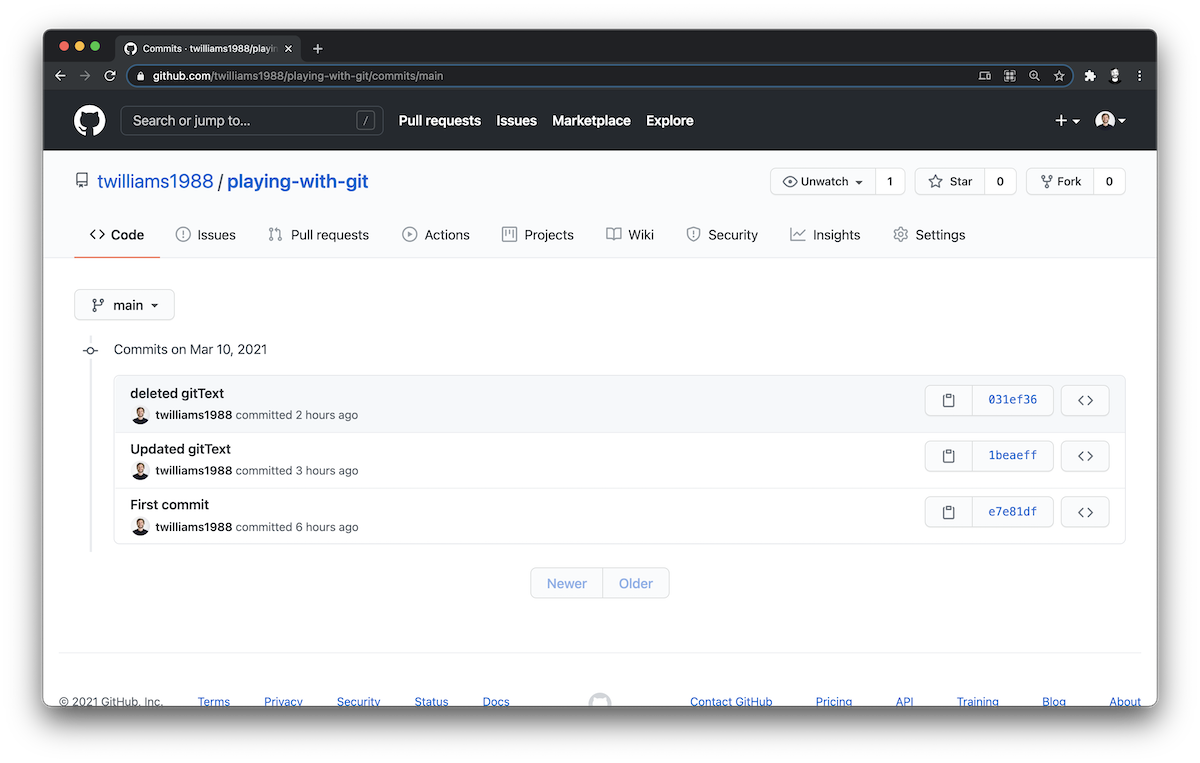 Commits · twilliams1988/playin
github.com/twilliams1988/playing-with-git/commits/main
Search or jump to... /
Pull requests Issues Marketplace Explore
twilliams1988 / playing-with-git
Unwatch 1 Star 0 Fork 0
Code Issues Pull requests Actions Projects Wiki Security Insights Settings
main
Commits on Mar 10, 2021
deleted gitText
twilliams1988 committed 2 hours ago
031ef36
Updated gitText
twilliams1988 committed 3 hours ago
1beaeff
First commit
twilliams1988 committed 6 hours ago
e7e81df
Newer Older
© 2021 GitHub, Inc. Terms Privacy Security Status Docs Contact GitHub Pricing API Training Blog About